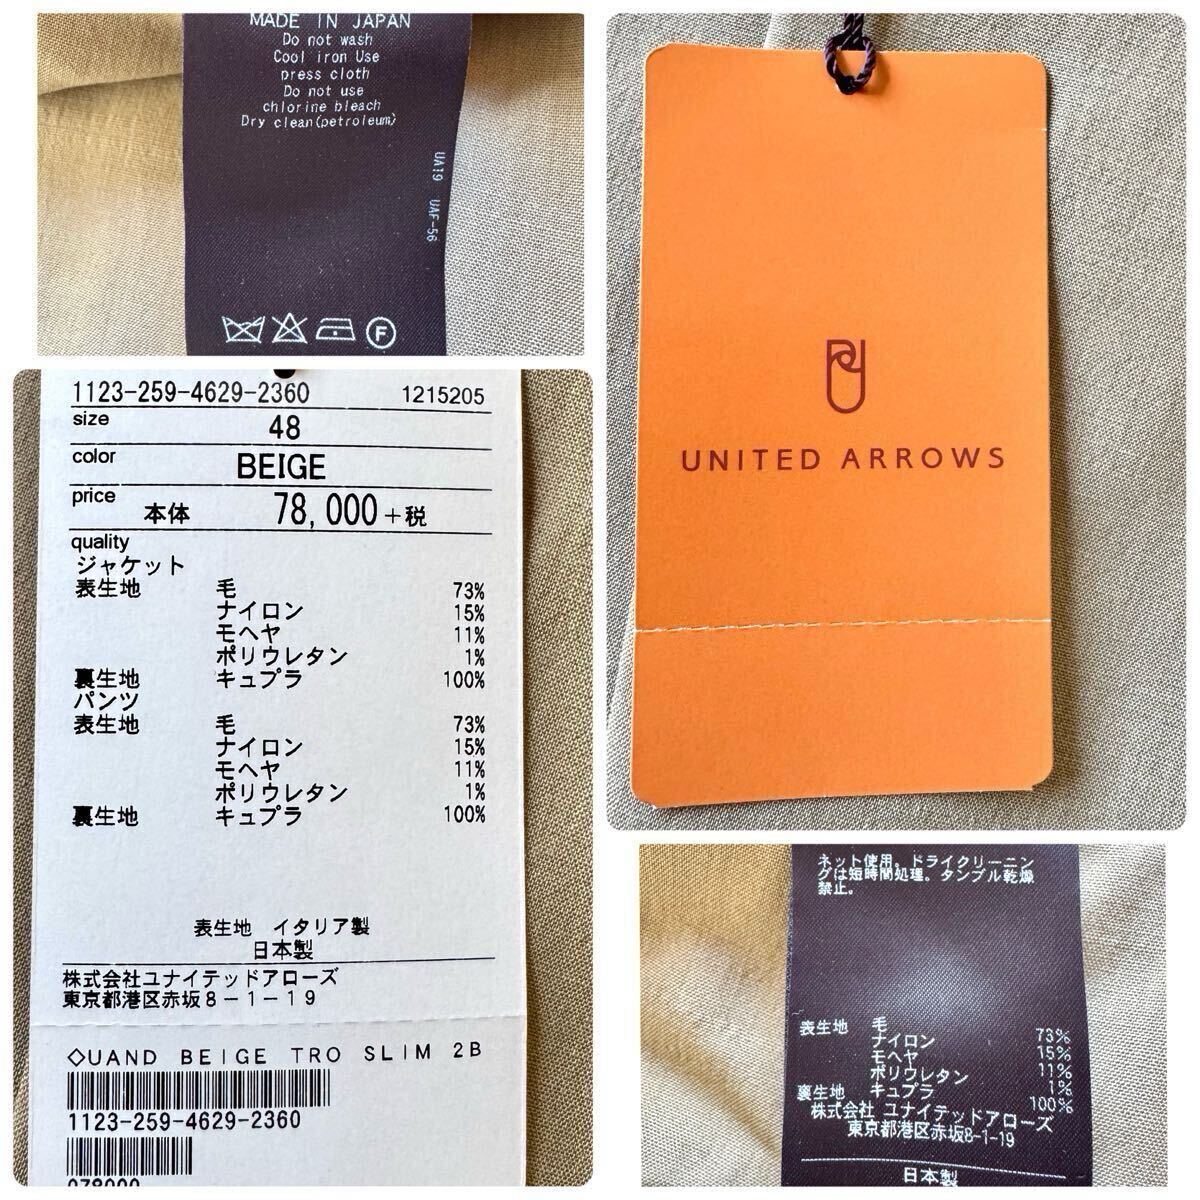 MADE IN JAPAN
Do not wash
Cool iron Use
press cloth
Do not use
chlorine bleach
Dry clean(petroleum)
UA19 UAF-56
F
1123-259-4629-2360 1215205
size 48
color BEIGE
price 本体 78,000+税
quality
ジャケット
表生地 毛 73%
ナイロン 15%
モヘヤ 11%
ポリウレタン 1%
裏生地 キュプラ 100%
パンツ
表生地 毛 73%
ナイロン 15%
モヘヤ 11%
ポリウレタン 1%
裏生地 キュプラ 100%
表生地 イタリア製
日本製
株式会社ユナイテッドアローズ
東京都港区赤坂8-1-19
◇UAND BEIGE TRO SLIM 2B
1123-259-4629-2360
078000
UNITED ARROWS
ネット使用。ドライクリーニン
グは短時間処理。タンブル乾燥
禁止。
表生地 毛 73%
ナイロン 15%
モヘヤ 11%
ポリウレタン 1%
裏生地 キュプラ 100%
株式会社 ユナイテッドアローズ
東京都港区赤坂8-1-19
日本製